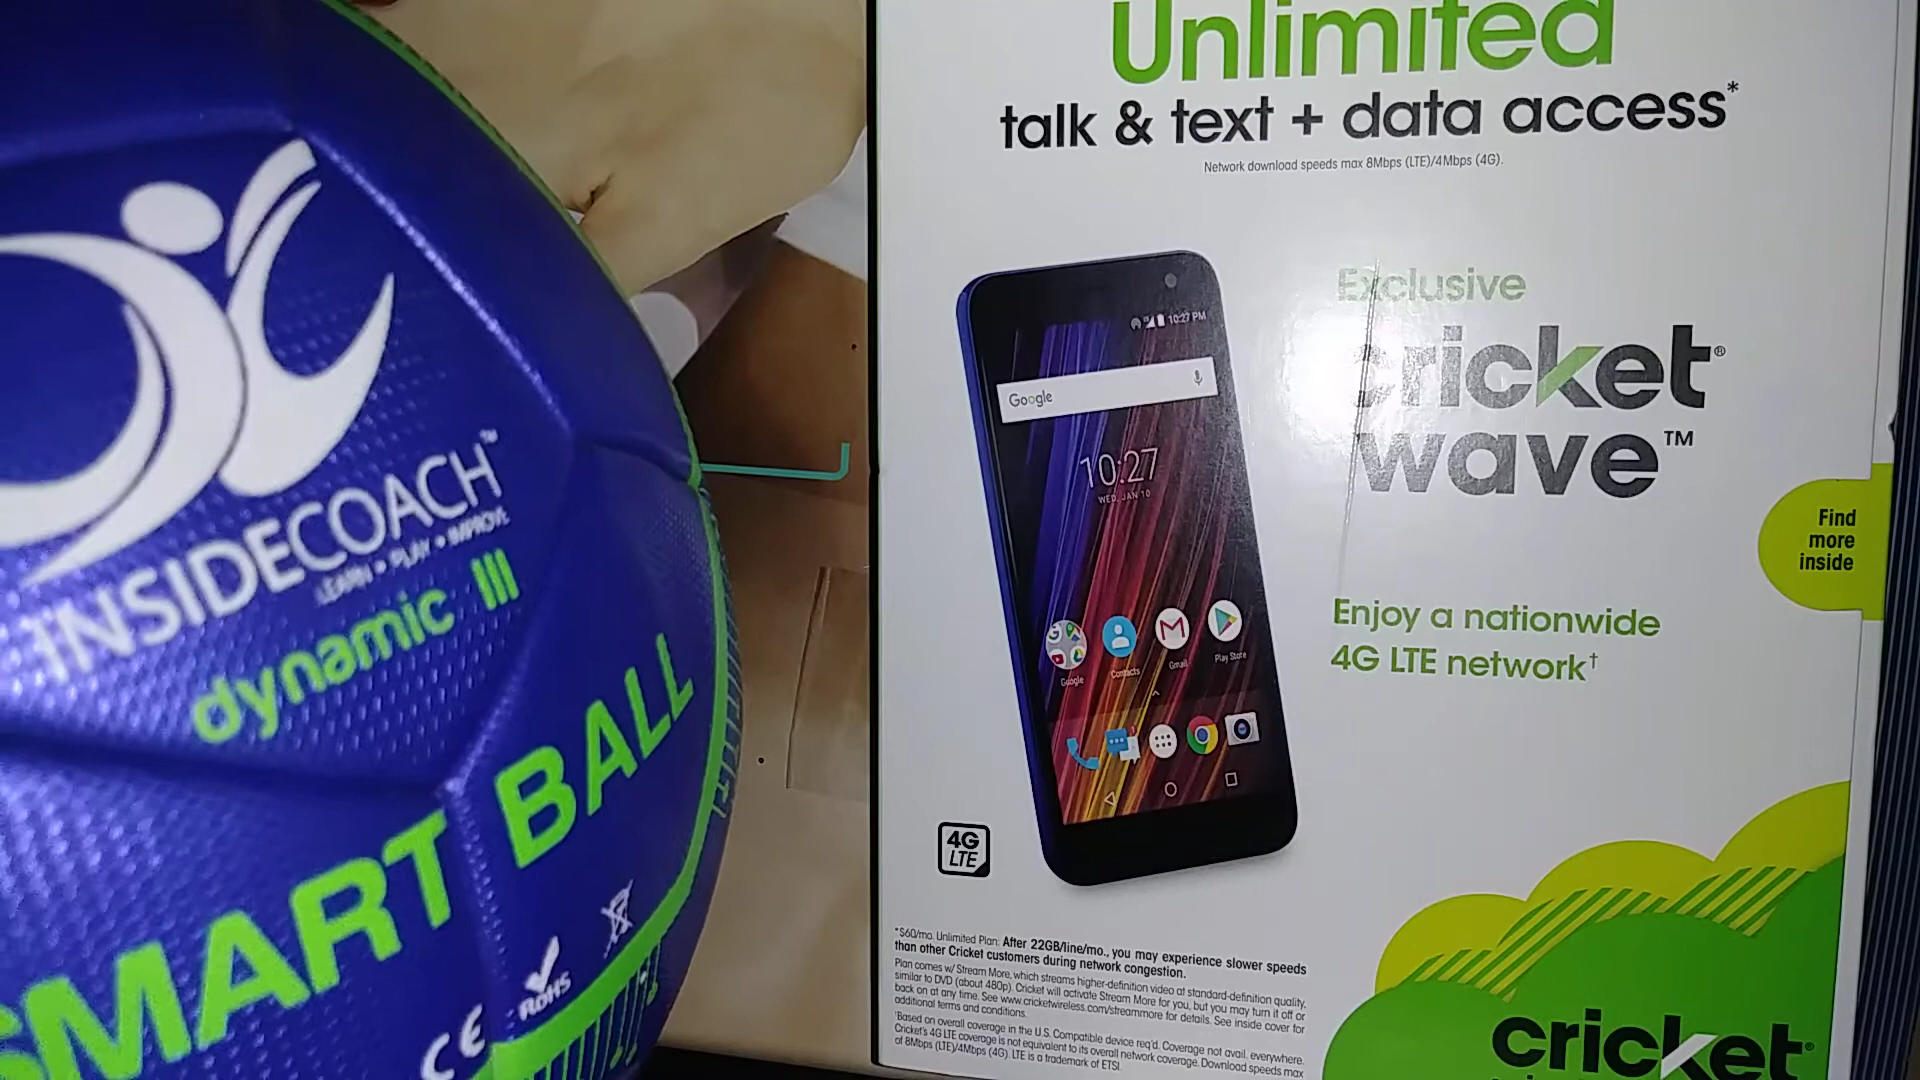 INSIDECOACH™
LEARN • PLAY • IMPROVE
dynamic III
SMART BALL
CE
RoHS
Unlimited
talk & text + data access*
Network download speeds max 8Mbps (LTE)/4Mbps (4G).
10:27 PM
Google
10:27
WED, JAN 10
Google
Contacts
Gmail
Play Store
Exclusive
cricket®
wave™
Find
more
inside
Enjoy a nationwide
4G LTE network†
4G
LTE
*$60/mo. Unlimited Plan: After 22GB/line/mo., you may experience slower speeds
than other Cricket customers during network congestion.
Plan comes w/ Stream More, which streams higher-definition video at standard-definition quality,
similar to DVD (about 480p). Cricket will activate Stream More for you, but you may turn it off or
back on at any time. See www.cricketwireless.com/streammore for details. See inside cover for
additional terms and conditions.
†Based on overall coverage in the U.S. Compatible device req'd. Coverage not avail. everywhere.
Cricket's 4G LTE coverage is not equivalent to its overall network coverage. Download speeds max
of 8Mbps (LTE)/4Mbps (4G). LTE is a trademark of ETSI.
cricket®